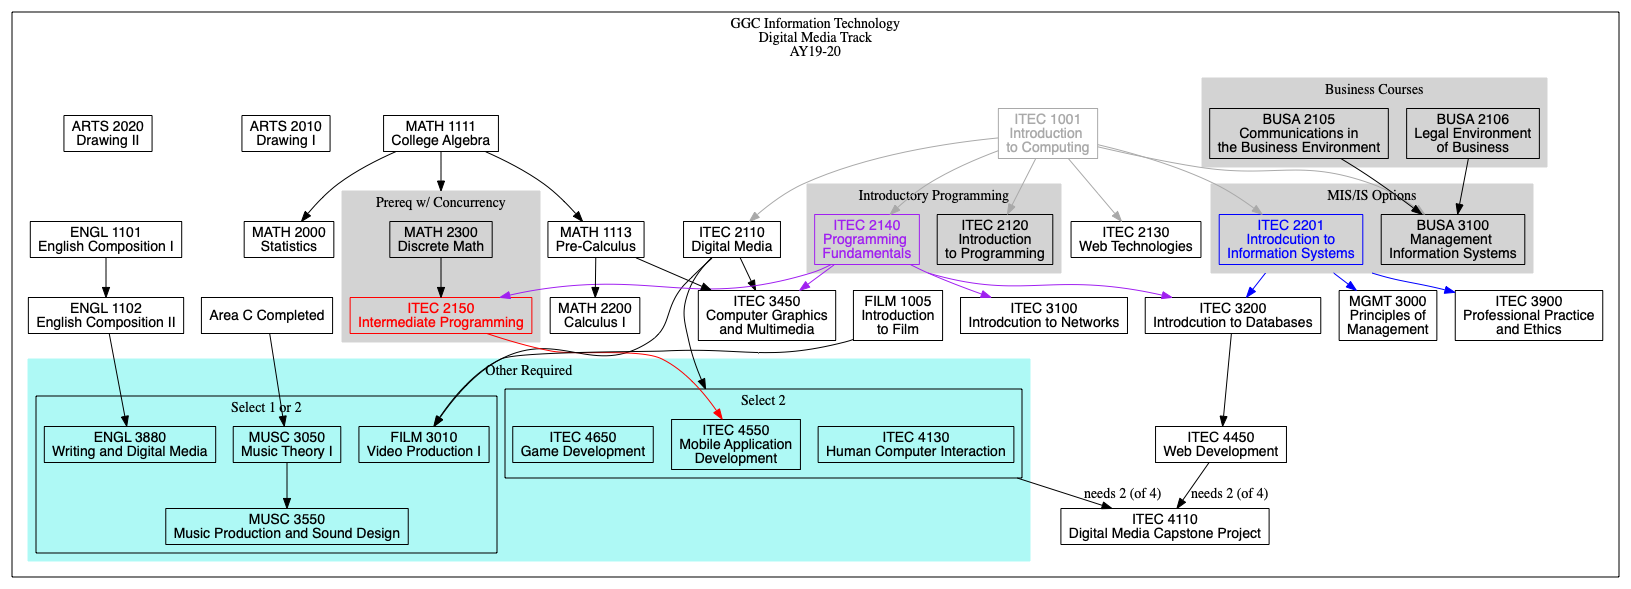 GGC Information Technology
Digital Media Track
AY19-20
Business Courses
ARTS 2020
Drawing II
ARTS 2010
Drawing I
MATH 1111
College Algebra
ITEC 1001
Introduction
to Computing
BUSA 2105
Communications in
the Business Environment
BUSA 2106
Legal Environment
of Business
Prereq w/ Concurrency
Introductory Programming
MIS/IS Options
ENGL 1101
English Composition I
MATH 2000
Statistics
MATH 2300
Discrete Math
MATH 1113
Pre-Calculus
ITEC 2110
Digital Media
ITEC 2140
Programming
Fundamentals
ITEC 2120
Introduction
to Programming
ITEC 2130
Web Technologies
ITEC 2201
Introdcution to
Information Systems
BUSA 3100
Management
Information Systems
ENGL 1102
English Composition II
Area C Completed
ITEC 2150
Intermediate Programming
MATH 2200
Calculus I
ITEC 3450
Computer Graphics
and Multimedia
FILM 1005
Introduction
to Film
ITEC 3100
Introdcution to Networks
ITEC 3200
Introdcution to Databases
MGMT 3000
Principles of
Management
ITEC 3900
Professional Practice
and Ethics
Other Required
Select 1 or 2
Select 2
ENGL 3880
Writing and Digital Media
MUSC 3050
Music Theory I
FILM 3010
Video Production I
ITEC 4650
Game Development
ITEC 4550
Mobile Application
Development
ITEC 4130
Human Computer Interaction
ITEC 4450
Web Development
needs 2 (of 4)
needs 2 (of 4)
MUSC 3550
Music Production and Sound Design
ITEC 4110
Digital Media Capstone Project